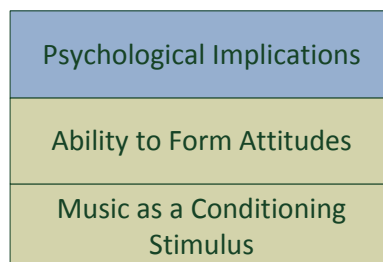 Psychological Implications
Ability to Form Attitudes
Music as a Conditioning
Stimulus